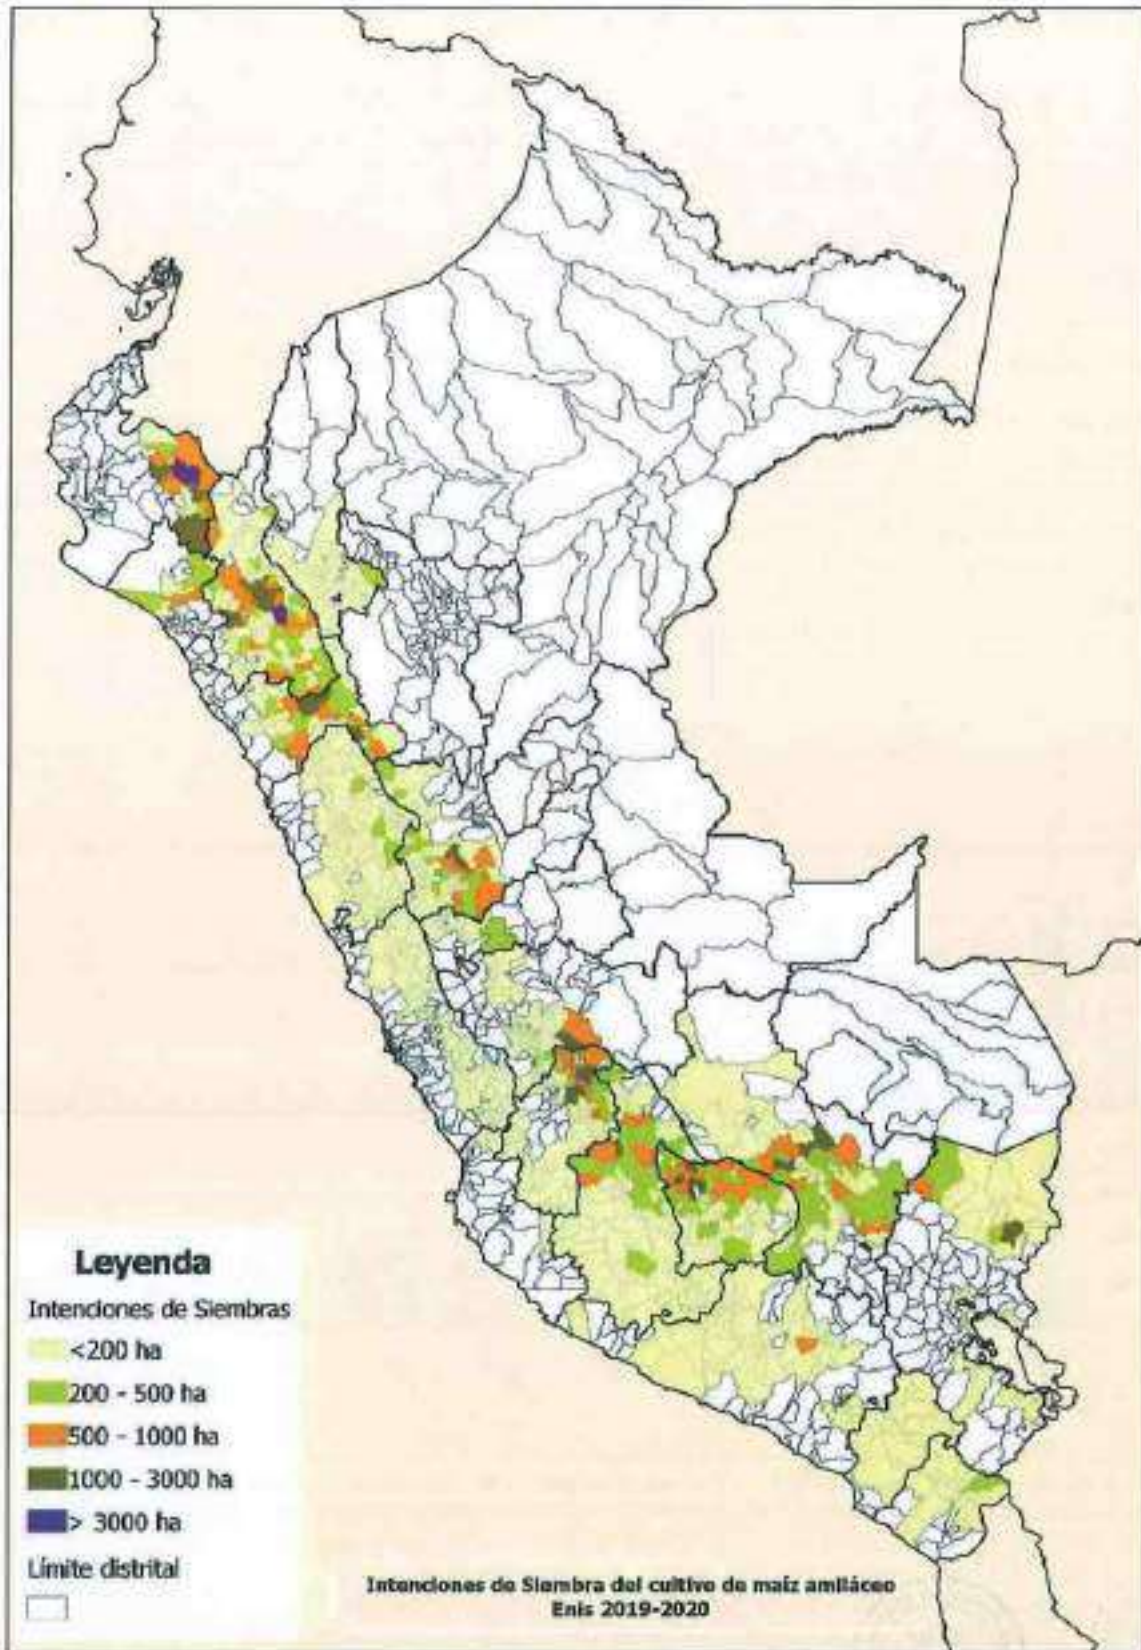 Leyenda
Intenciones de Siembras
<200 ha
200 - 500 ha
500 - 1000 ha
1000 - 3000 ha
> 3000 ha
Límite distrital
Intenciones de Siembra del cultivo de maíz amiláceo
Enis 2019-2020